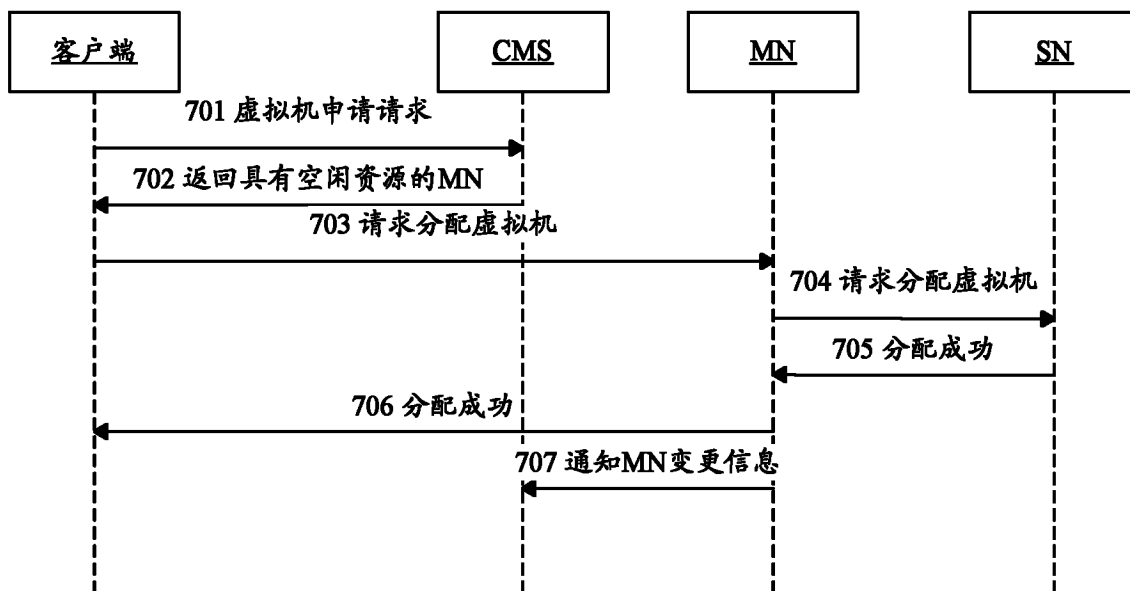 客户端
CMS
MN
SN
701 虚拟机申请请求
702 返回具有空闲资源的MN
703 请求分配虚拟机
704 请求分配虚拟机
705 分配成功
706 分配成功
707 通知MN变更信息